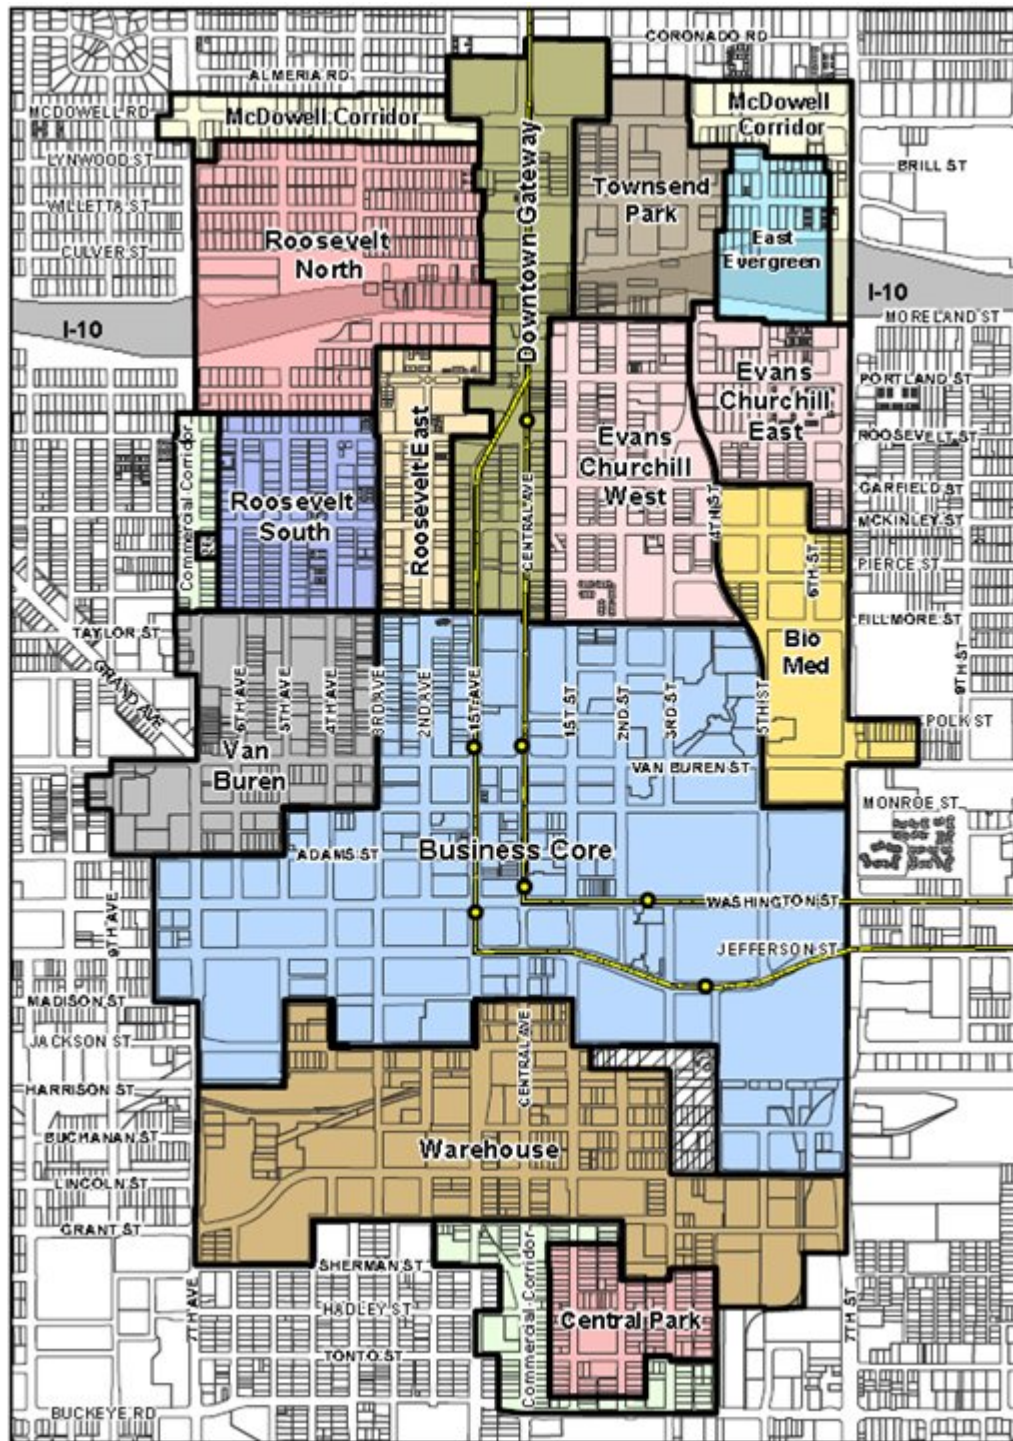 CORONADO RD
ALMERIA RD
MCDOWELL RD
McDowell Corridor
McDowell
Corridor
LYNWOOD ST
BRILL ST
WILLETTA ST
CULVER ST
Downtown Gateway
Townsend
Park
Roosevelt
North
East
Evergreen
I-10
I-10
MORELAND ST
PORTLAND ST
ROOSEVELT ST
GARFIELD ST
MCKINLEY ST
PIERCE ST
FILLMORE ST
Evans
Churchill
East
Evans
Churchill
West
Commercial Corridor
Roosevelt
South
Roosevelt East
CENTRAL AVE
4TH ST
6TH ST
Bio
Med
9TH ST
TAYLOR ST
GRAND AVE
6TH AVE
5TH AVE
4TH AVE
3RD AVE
2ND AVE
1ST AVE
1ST ST
2ND ST
3RD ST
5TH ST
POLK ST
Van
Buren
VAN BUREN ST
MONROE ST
ADAMS ST
Business Core
WASHINGTON ST
JEFFERSON ST
9TH AVE
MADISON ST
JACKSON ST
HARRISON ST
BUCHANAN ST
LINCOLN ST
GRANT ST
CENTRAL AVE
Warehouse
SHERMAN ST
HADLEY ST
TONTO ST
BUCKEYE RD
7TH AVE
Commercial Corridor
Central Park
7TH ST